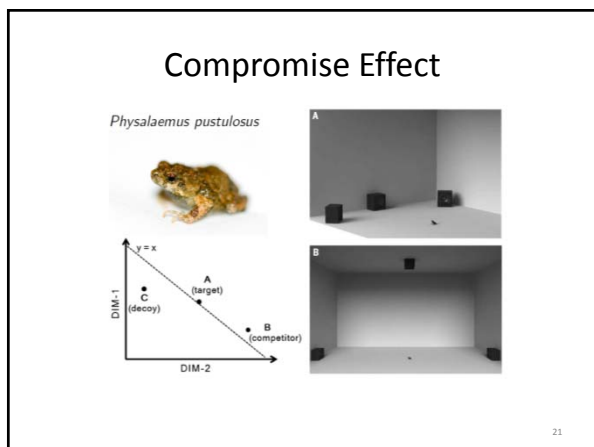 Compromise Effect
Physalaemus pustulosus
A
y = x
A
(target)
C
(decoy)
B
(competitor)
DIM-1
DIM-2
B
21